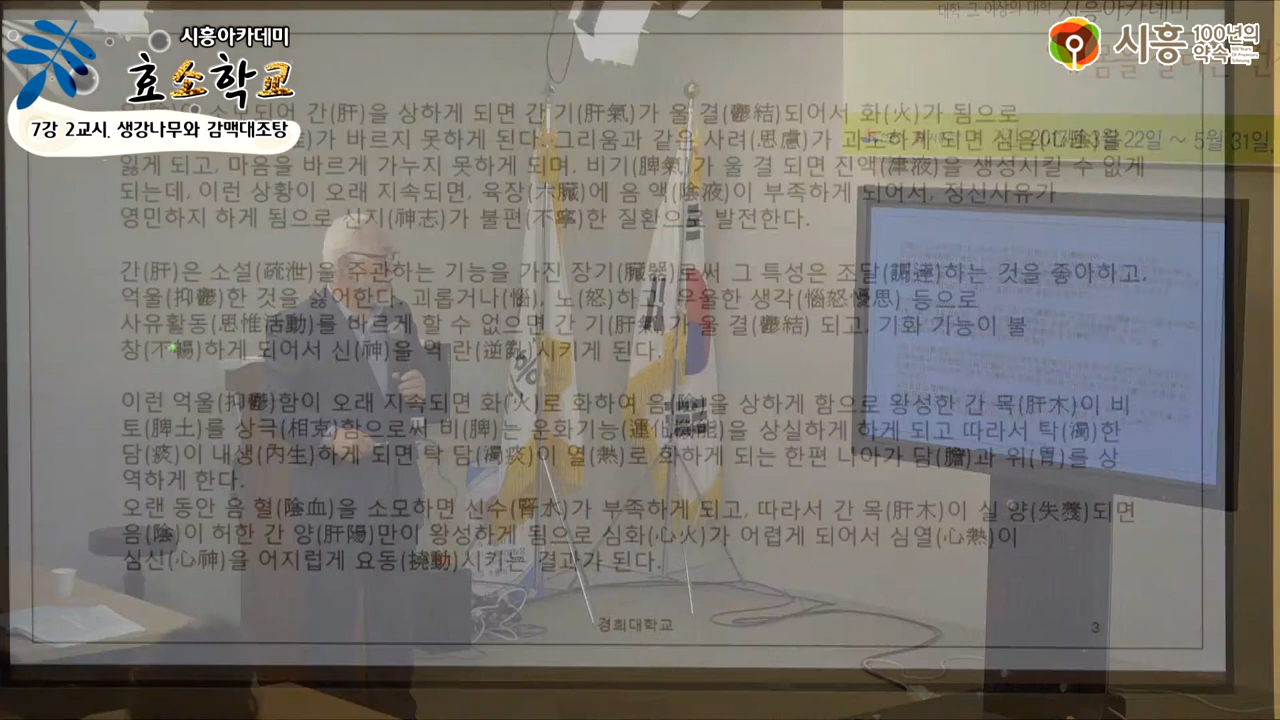 시흥아카데미
효소학교
7강 2교시. 생강나무와 감맥대조탕
시흥 100년의 약속
2017년 3월 22일 ~ 5월 31일,
소모되어 간(肝)을 상하게 되면 간 기(肝氣)가 울 결(鬱結)되어서 화(火)가 됨으로
가 바르지 못하게 된다. 그리움과 같은 사려(思慮)가 과도하게 되면 심은 심(心)陰)을
잃게 되고, 마음을 바르게 가누지 못하게 되며. 비기(脾氣)가 울 결 되면 진액(津液)을 생성시킬 수 없게
되는데, 이런 상황이 오래 지속되면, 육장(木臟)에 음 액(陰液)이 부족하게 되어서, 정신사유가
영민하지 하게 됨으로 신지(神志)가 불편(不寧)한 질환으로 발전한다.
간(肝)은 소설(疏泄)을 주관하는 기능을 가진 장기(臟器)로써 그 특성은 조달(調達)하는 것을 좋아하고,
억울(抑鬱)한 것을 싫어한다. 괴롭거나(惱), 노(怒)하고, 우울한 생각(惱怒憂思) 등으로
사유활동(思惟活動)를 바르게 할 수 없으면 간 기(肝氣)가 울 결(鬱結) 되고, 기화 기능이 불
창(不暢)하게 되어서 신(神)을 역 란(逆亂)시키게 된다.
이런 억울(抑鬱)함이 오래 지속되면 화(火)로 화하여 음(陰)을 상하게 함으로 왕성한 간 목(肝木)이 비
토(脾土)를 상극(相克)함으로써 비(脾)는 운화기능(運化機能)을 상실하게 하게 되고 따라서 탁(濁)한
담(痰)이 내생(內生)하게 되면 탁 담(濁痰)이 열(熱)로 화하게 되는 한편 나아가 담(膽)과 위(胃)를 상
역하게 한다.
오랜 동안 음 혈(陰血)을 소모하면 신수(腎水)가 부족하게 되고, 따라서 간 목(肝木)이 실 양(失養)되면
음(陰)이 허한 간 양(肝陽)만이 왕성하게 됨으로 심화(心火)가 어렵게 되어서 심열(心熱)이
심신(心神)을 어지럽게 요동(撓動)시키는 결과가 된다.
경희대학교
3